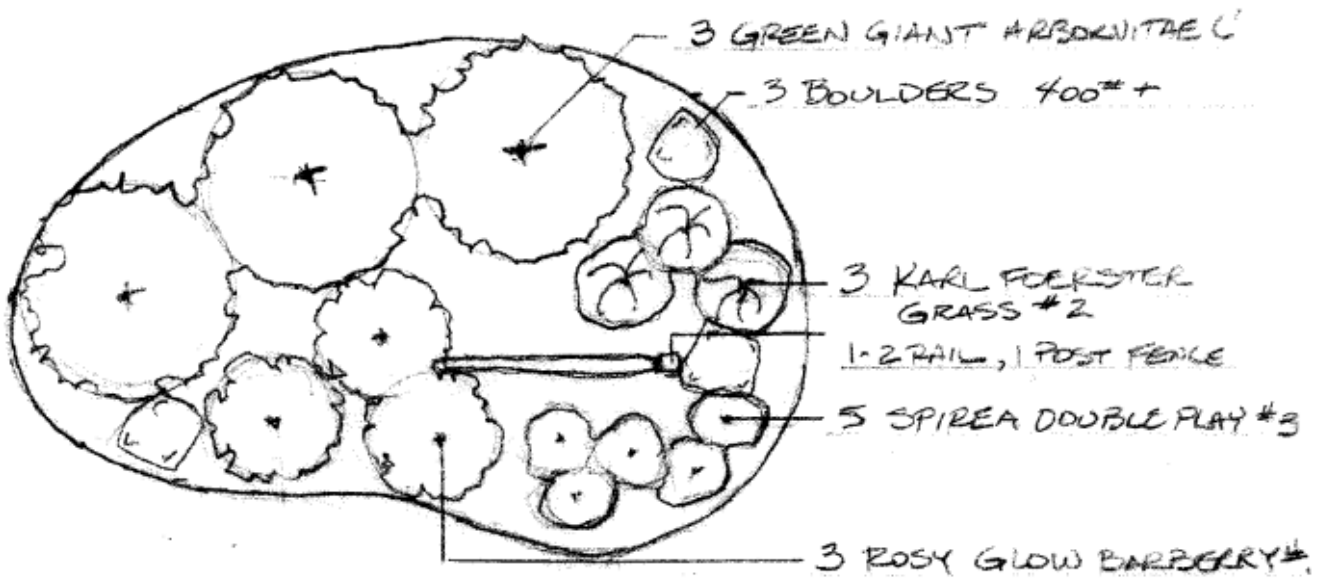 3 GREEN GIANT ARBORVITAE 6'
3 BOULDERS 400# +
3 KARL FOERSTER
GRASS #2
1-2 RAIL, 1 POST FENCE
5 SPIREA DOUBLE PLAY #3
3 ROSY GLOW BARBERRY #